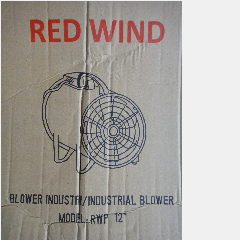 RED WIND
BLOWER INDUSTRI/INDUSTRIAL BLOWER
MODEL:RWP 12"